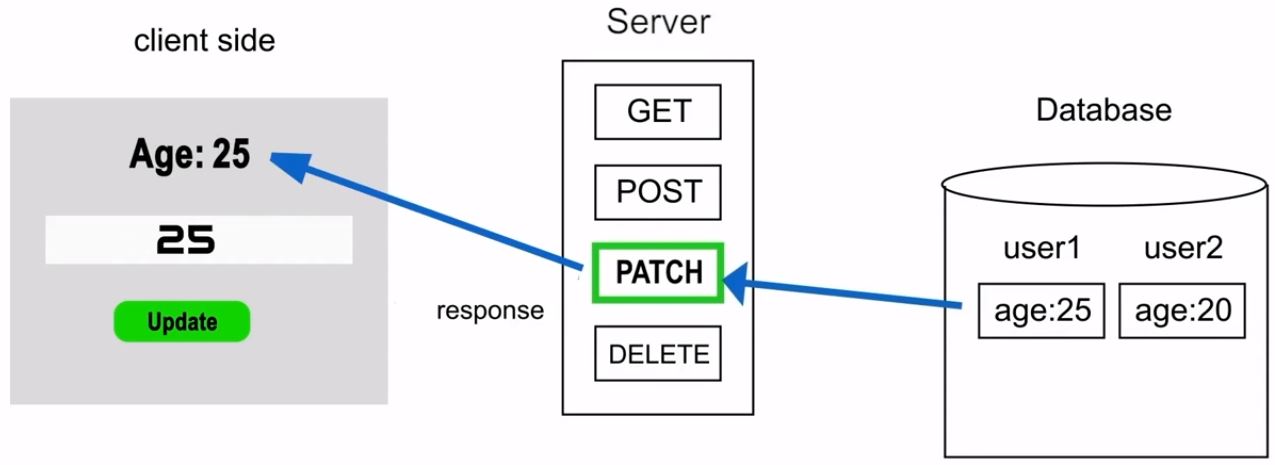 client side
Age: 25
25
Update
response
Server
GET
POST
PATCH
DELETE
Database
user1 user2
age:25 age:20